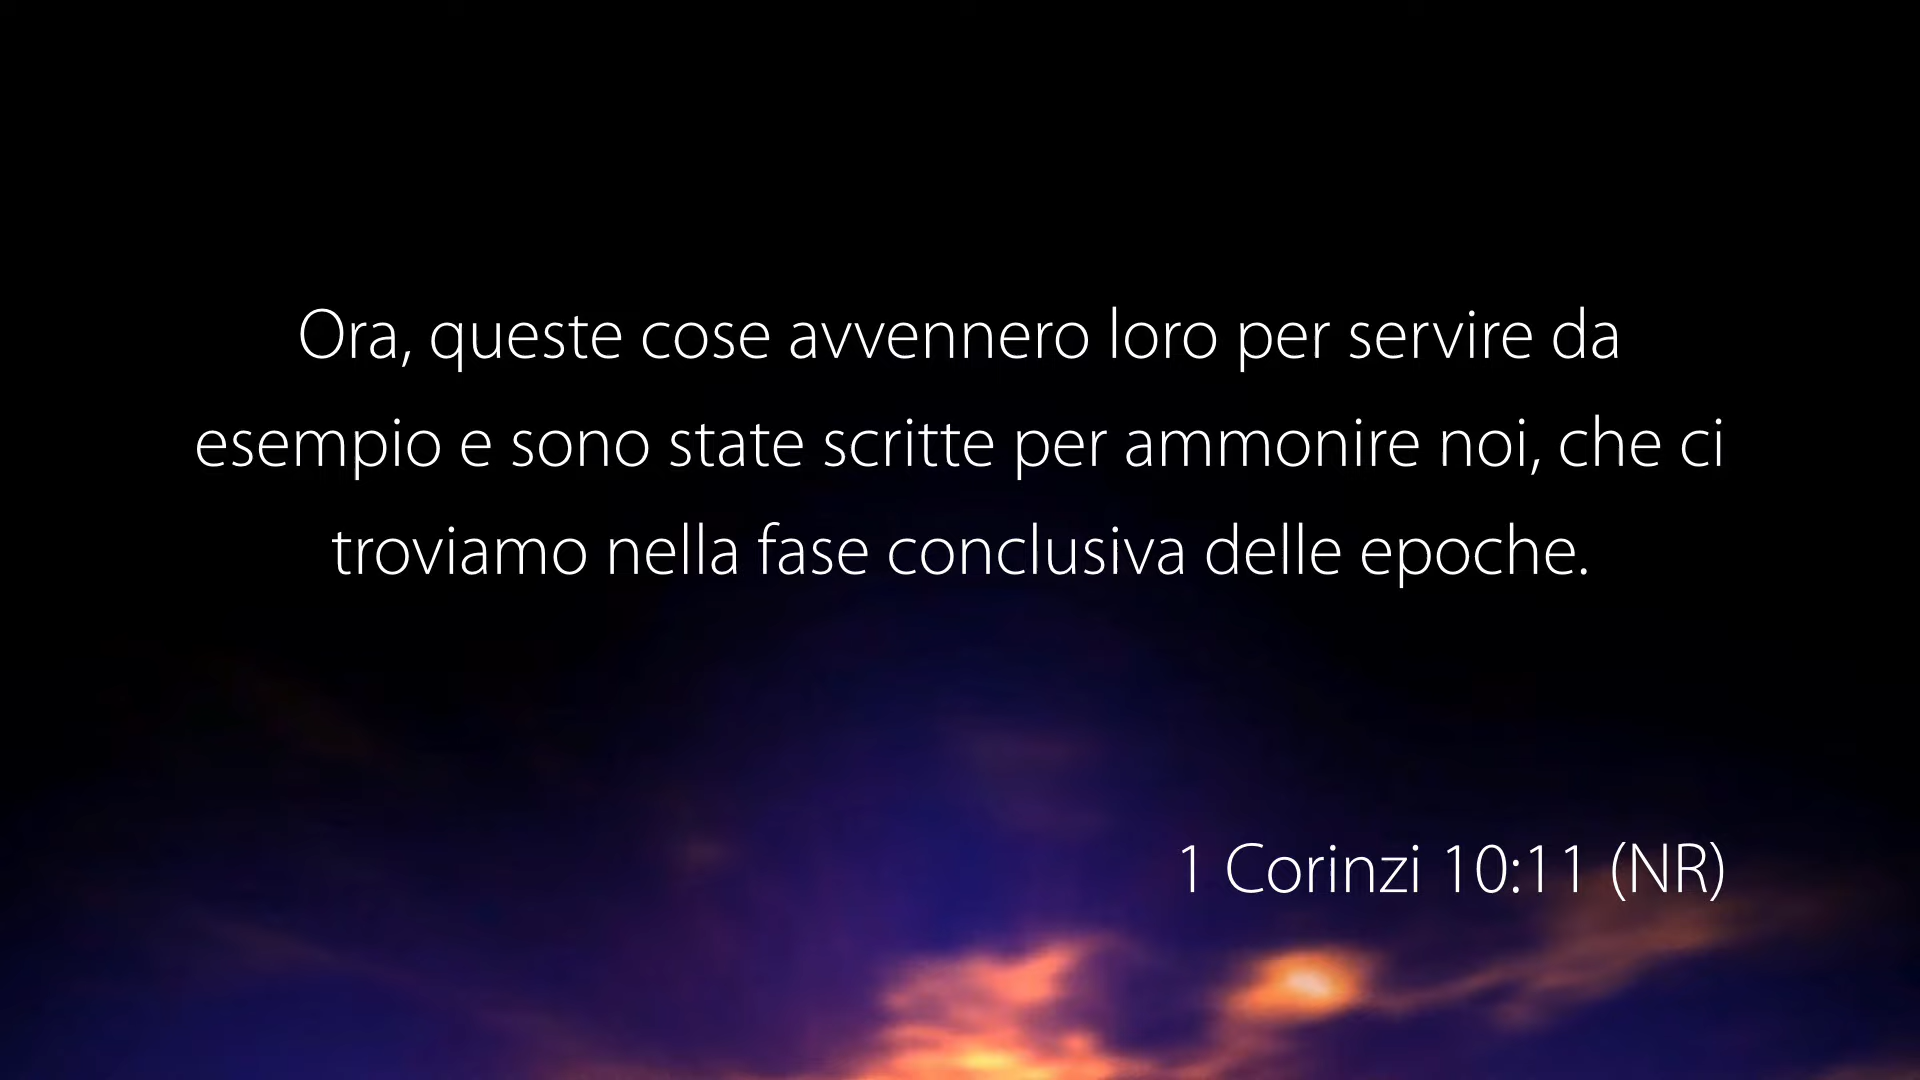 Ora, queste cose avvennero loro per servire da
esempio e sono state scritte per ammonire noi, che ci
troviamo nella fase conclusiva delle epoche.
1 Corinzi 10:11 (NR)